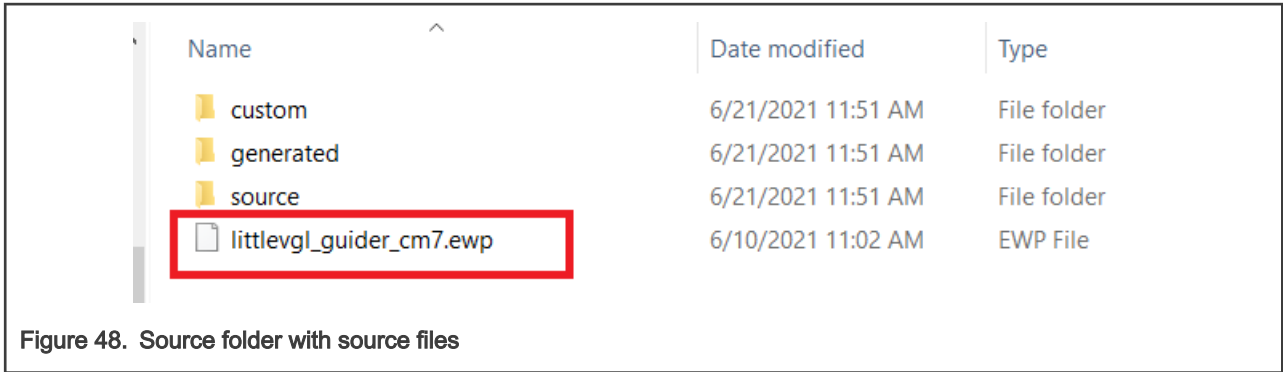 Name Date modified Type
custom 6/21/2021 11:51 AM File folder
generated 6/21/2021 11:51 AM File folder
source 6/21/2021 11:51 AM File folder
littlevgl_guider_cm7.ewp 6/10/2021 11:02 AM EWP File
Figure 48. Source folder with source files